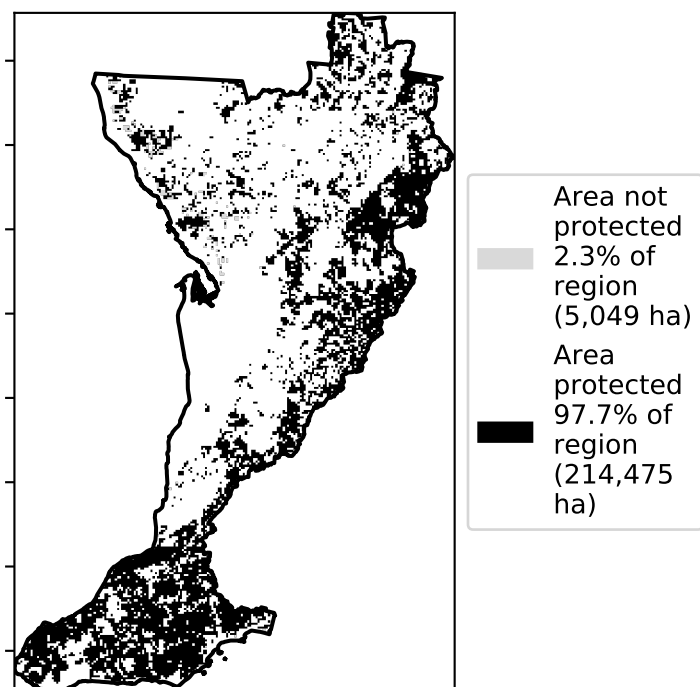 Area not
protected
2.3% of
region
(5,049 ha)
Area
protected
97.7% of
region
(214,475
ha)